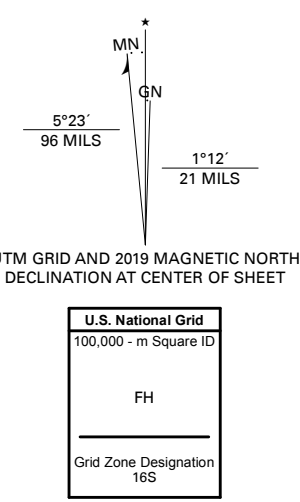 ★
MN
GN
5°23´
96 MILS
1°12´
21 MILS
UTM GRID AND 2019 MAGNETIC NORTH
DECLINATION AT CENTER OF SHEET
U.S. National Grid
100,000 - m Square ID
FH
Grid Zone Designation
16S